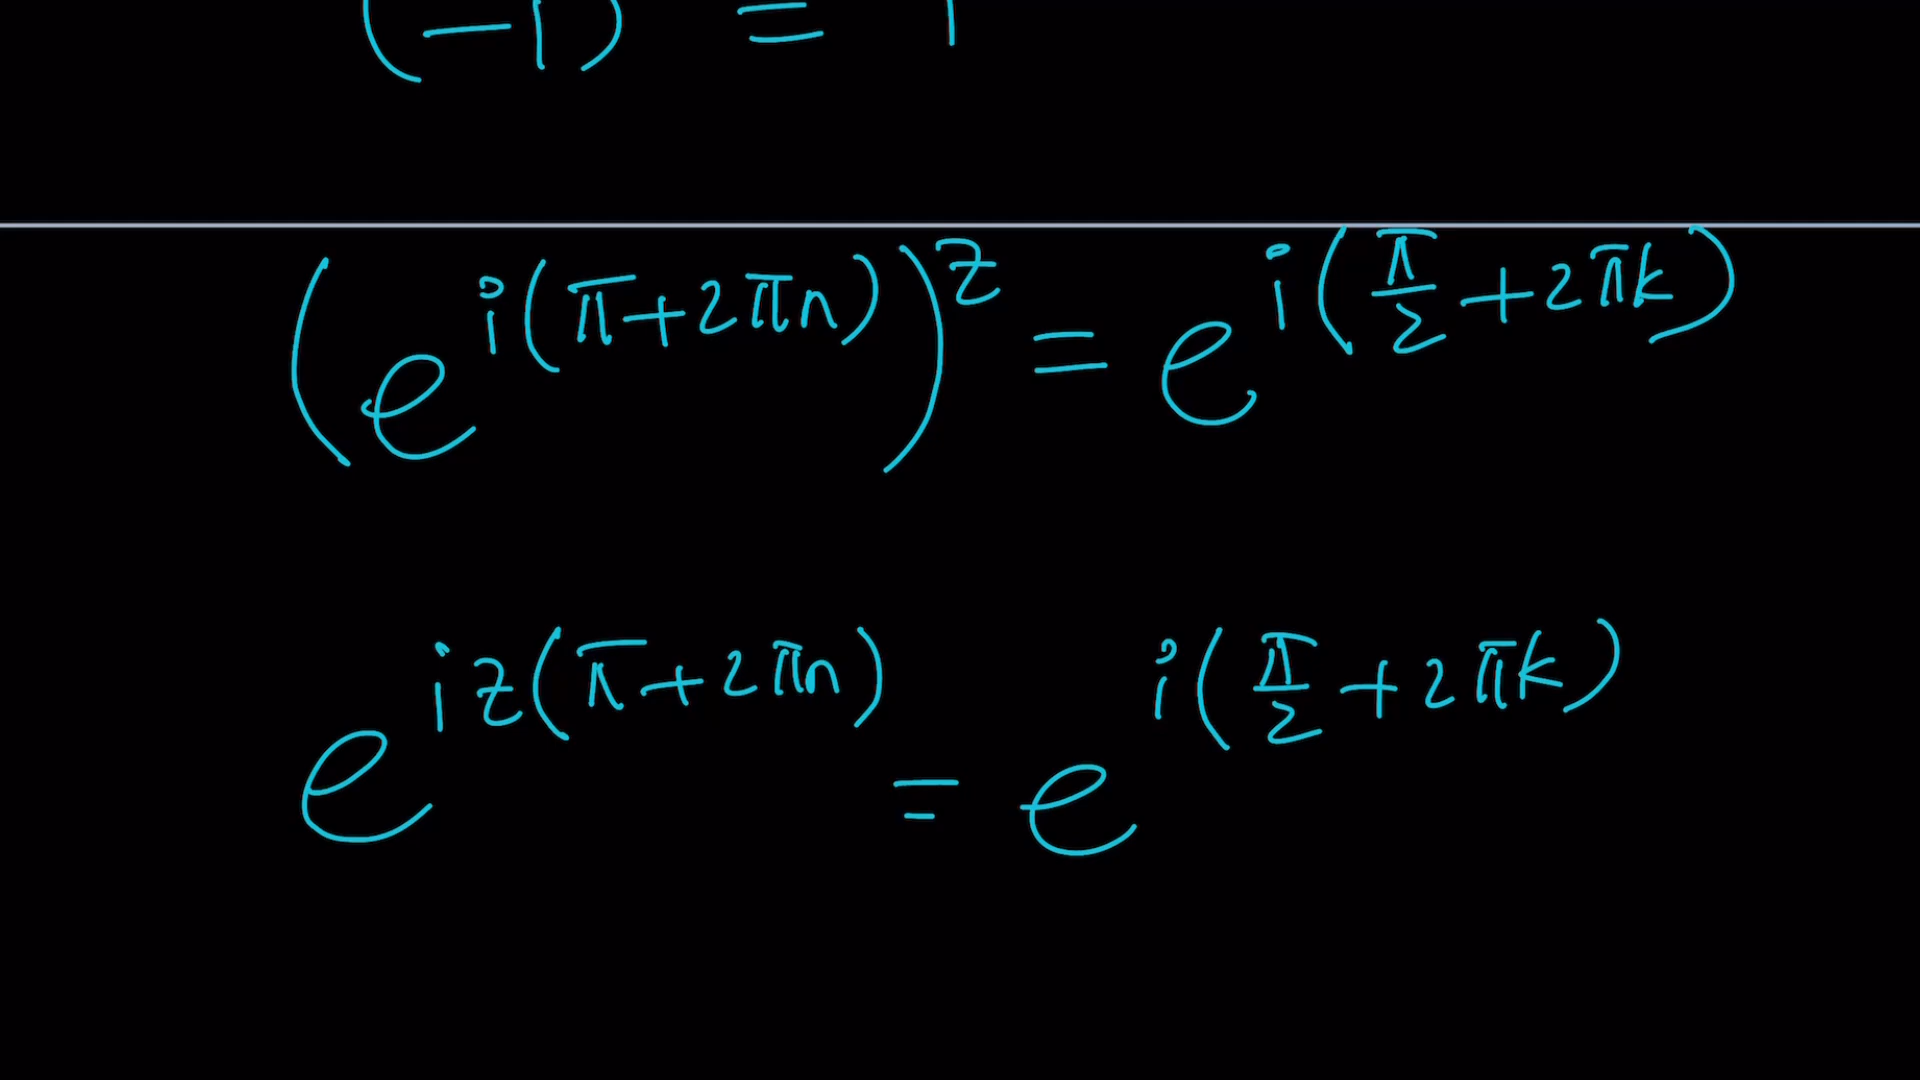 (-1) = 1
(e^{i(π+2πn)})^z = e^{i(π/2+2πk)}
e^{iz(π+2πn)} = e^{i(π/2+2πk)}